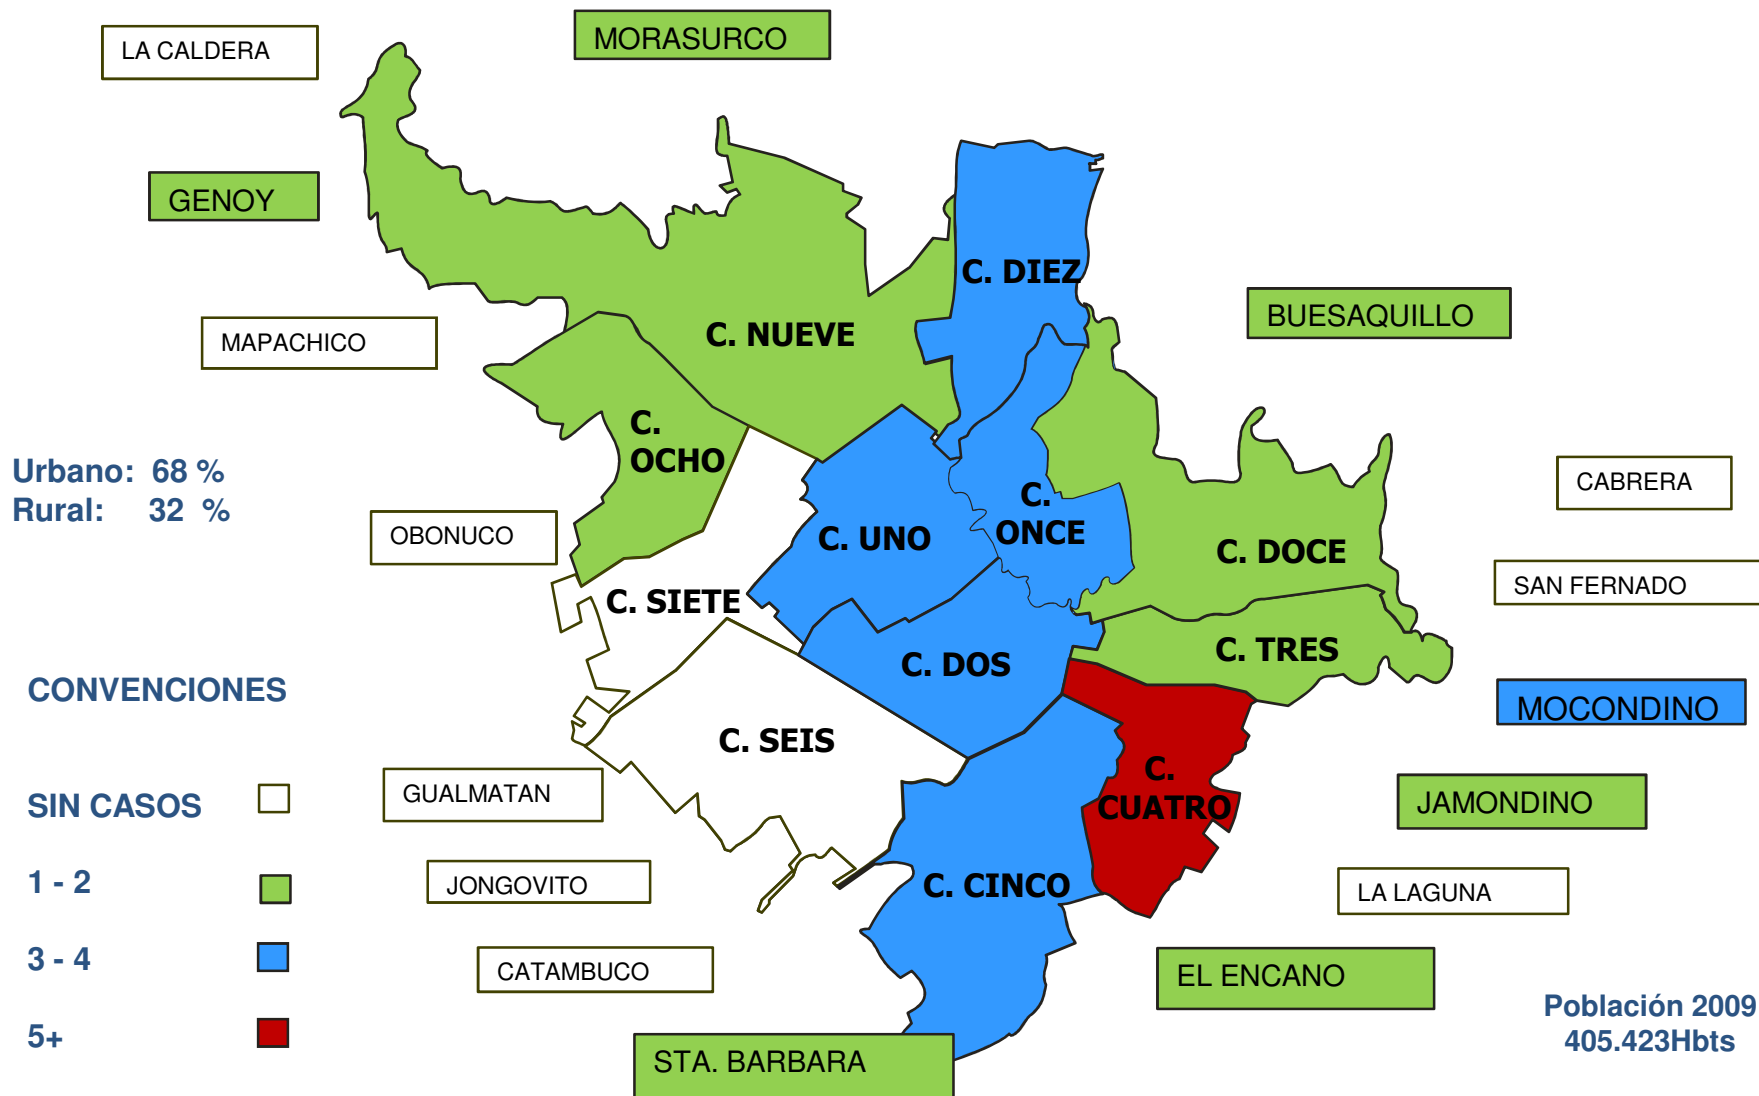 LA CALDERA
MORASURCO
GENOY
C. DIEZ
BUESAQUILLO
MAPACHICO
C. NUEVE
C.
OCHO
Urbano: 68 %
Rural: 32 %
CABRERA
OBONUCO
C. UNO
C.
ONCE
C. DOCE
SAN FERNADO
C. SIETE
C. TRES
C. DOS
CONVENCIONES
MOCONDINO
C. SEIS
C.
CUATRO
GUALMATAN
SIN CASOS
JAMONDINO
1 - 2
JONGOVITO
C. CINCO
LA LAGUNA
3 - 4
CATAMBUCO
EL ENCANO
5+
STA. BARBARA
Población 2009
405.423Hbts